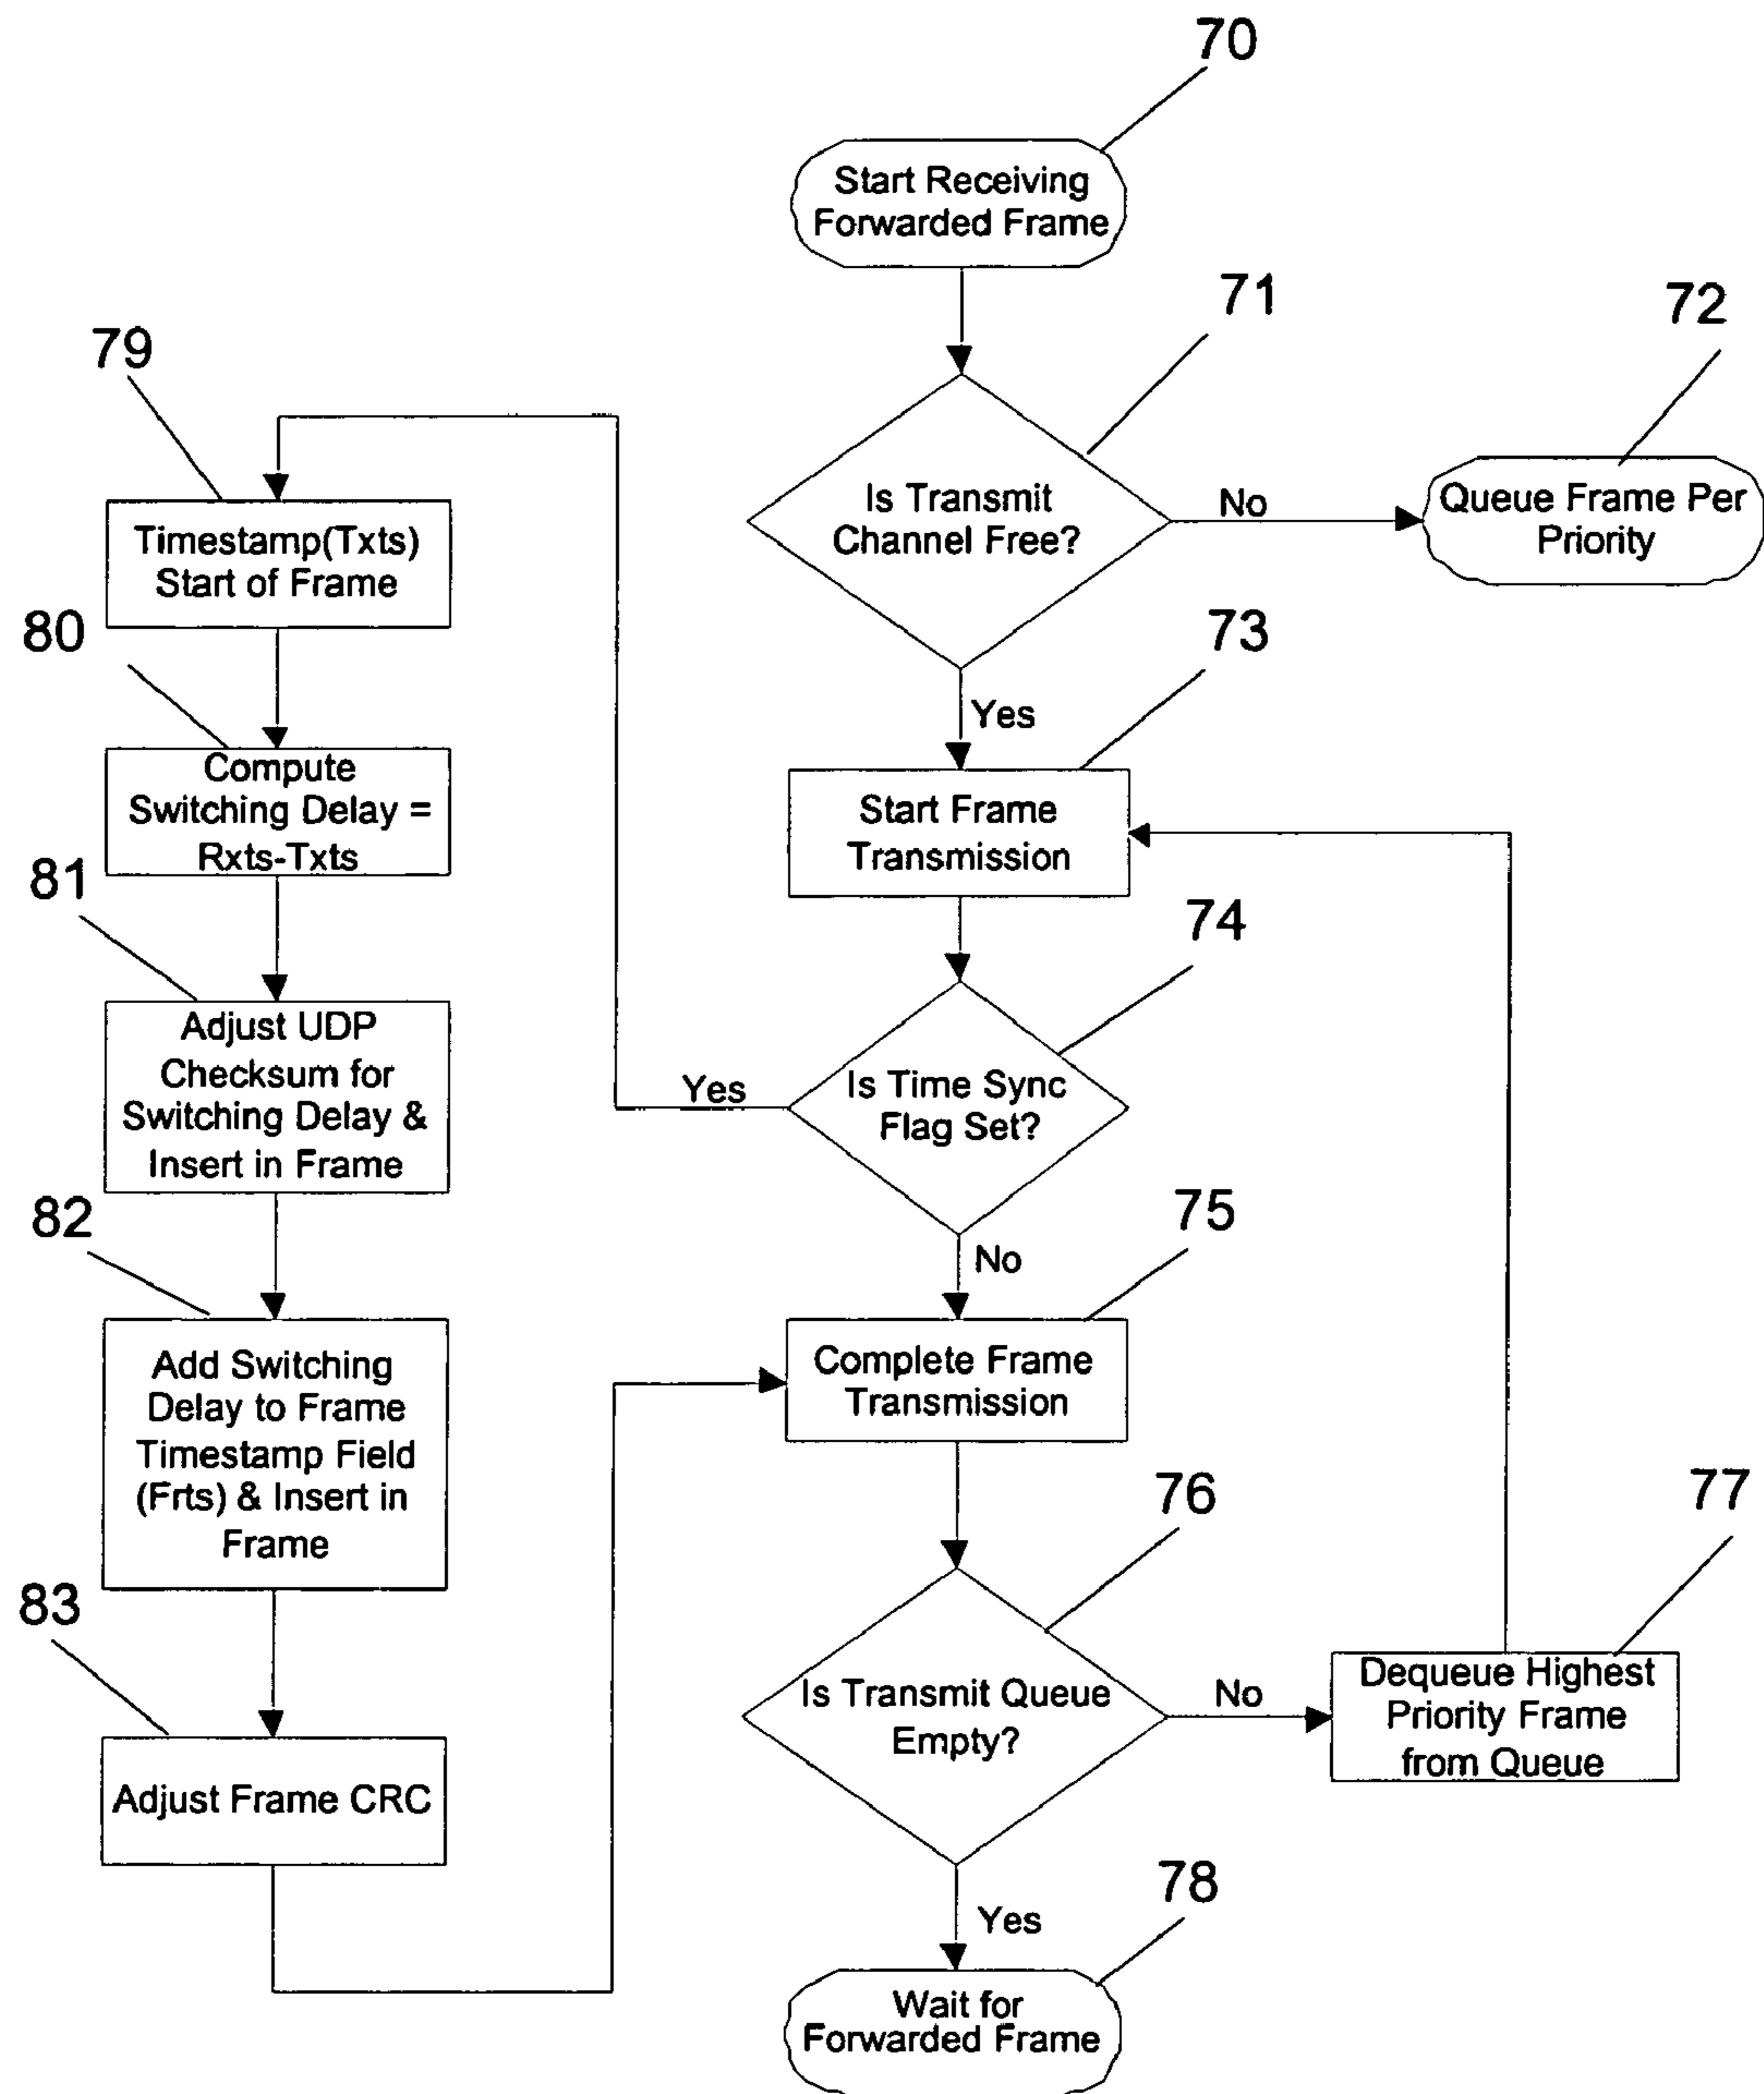 70
Start Receiving
Forwarded Frame
71
72
Is Transmit
Channel Free?
No
Queue Frame Per
Priority
Yes
73
Start Frame
Transmission
74
Is Time Sync
Flag Set?
Yes
No
79
Timestamp(Txts)
Start of Frame
80
Compute
Switching Delay =
Rxts-Txts
81
Adjust UDP
Checksum for
Switching Delay &
Insert in Frame
82
Add Switching
Delay to Frame
Timestamp Field
(Frts) & Insert in
Frame
83
Adjust Frame CRC
75
Complete Frame
Transmission
76
Is Transmit Queue
Empty?
No
77
Dequeue Highest
Priority Frame
from Queue
Yes
78
Wait for
Forwarded Frame